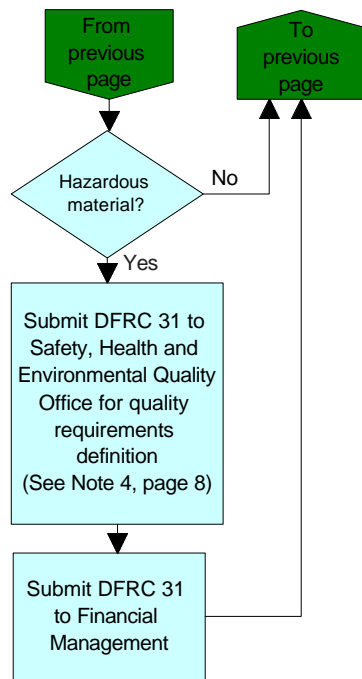 From
previous
page
To
previous
page
Hazardous
material?
No
Yes
Submit DFRC 31 to
Safety, Health and
Environmental Quality
Office for quality
requirements
definition
(See Note 4, page 8)
Submit DFRC 31
to Financial
Management